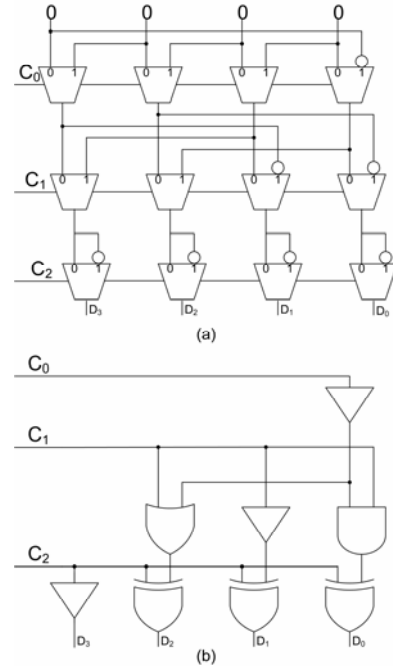 0 0 0 0
C₀ 0 1 0 1 0 1 0 1
C₁ 0 1 0 1 0 1 0 1
C₂ 0 1 0 1 0 1 0 1
D₃ D₂ D₁ D₀
(a)
C₀
C₁
C₂
D₃ D₂ D₁ D₀
(b)